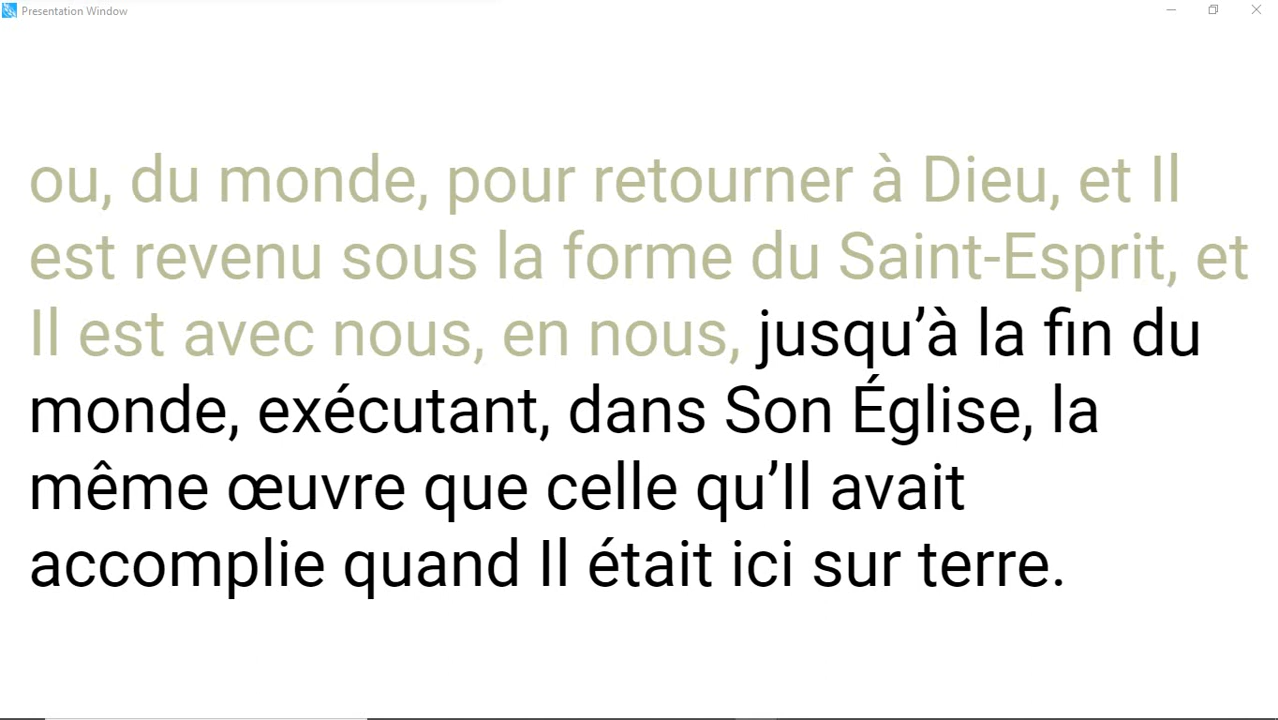 Presentation Window
ou, du monde, pour retourner à Dieu, et Il
est revenu sous la forme du Saint-Esprit, et
Il est avec nous, en nous, jusqu’à la fin du
monde, exécutant, dans Son Église, la
même œuvre que celle qu’Il avait
accomplie quand Il était ici sur terre.